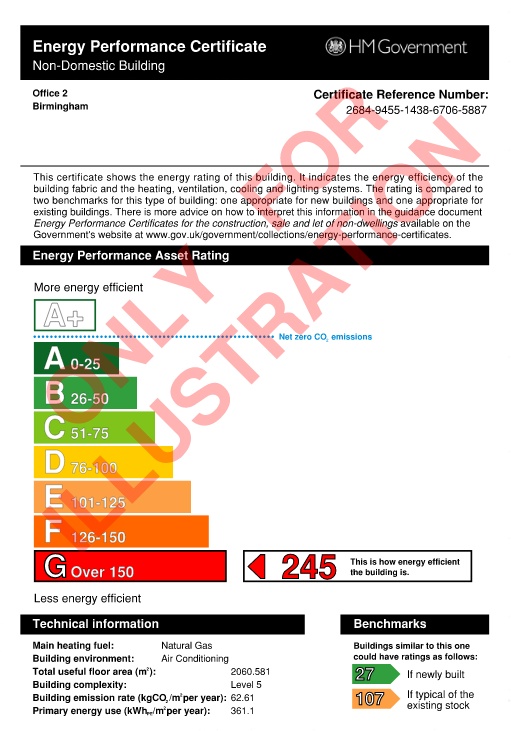 Energy Performance Certificate
HM Government
Non-Domestic Building
Office 2
Birmingham
Certificate Reference Number:
2684-9455-1438-6706-5887
This certificate shows the energy rating of this building. It indicates the energy efficiency of the
building fabric and the heating, ventilation, cooling and lighting systems. The rating is compared to
two benchmarks for this type of building: one appropriate for new buildings and one appropriate for
existing buildings. There is more advice on how to interpret this information in the guidance document
Energy Performance Certificates for the construction, sale and let of non-dwellings available on the
Government's website at www.gov.uk/government/collections/energy-performance-certificates.
Energy Performance Asset Rating
More energy efficient
A+
Net zero CO₂ emissions
A 0-25
B 26-50
C 51-75
D 76-100
E 101-125
F 126-150
G Over 150
245
This is how energy efficient
the building is.
Less energy efficient
ONLY FOR
ILLUSTRATION
Technical information
Main heating fuel: Natural Gas
Building environment: Air Conditioning
Total useful floor area (m²): 2060.581
Building complexity: Level 5
Building emission rate (kgCO₂/m²per year): 62.61
Primary energy use (kWh/m²per year): 361.1
Benchmarks
Buildings similar to this one
could have ratings as follows:
27 If newly built
107 If typical of the
existing stock